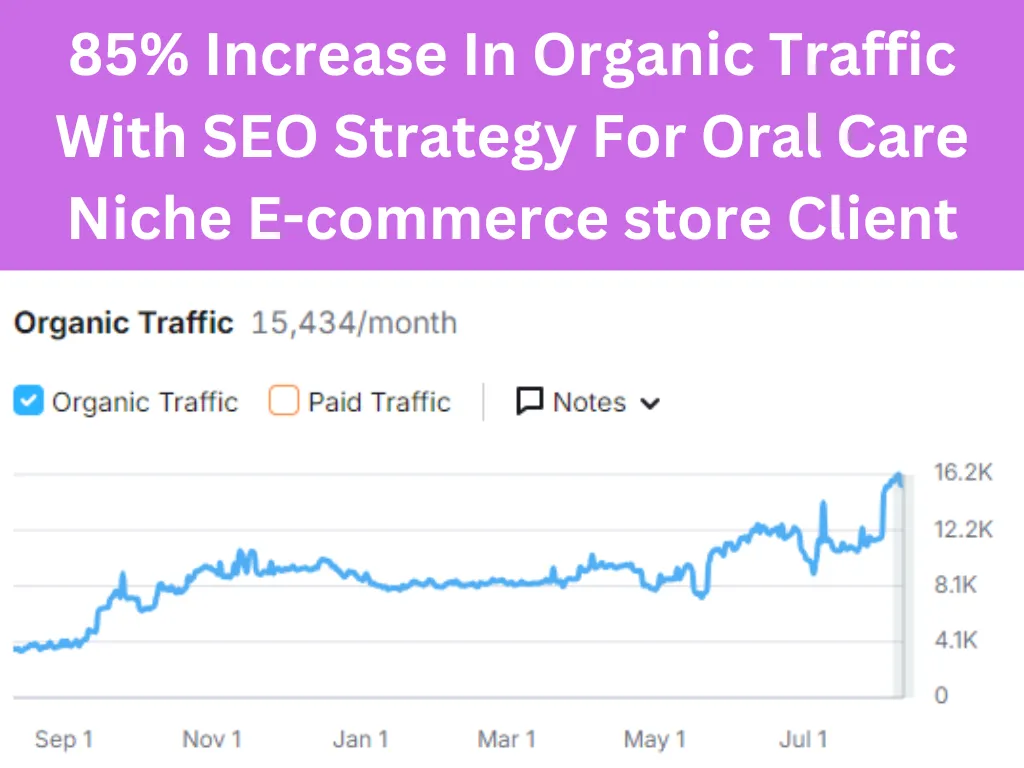 85% Increase In Organic Traffic
With SEO Strategy For Oral Care
Niche E-commerce store Client
Organic Traffic 15,434/month
Organic Traffic Paid Traffic Notes
16.2K
12.2K
8.1K
4.1K
0
Sep 1 Nov 1 Jan 1 Mar 1 May 1 Jul 1